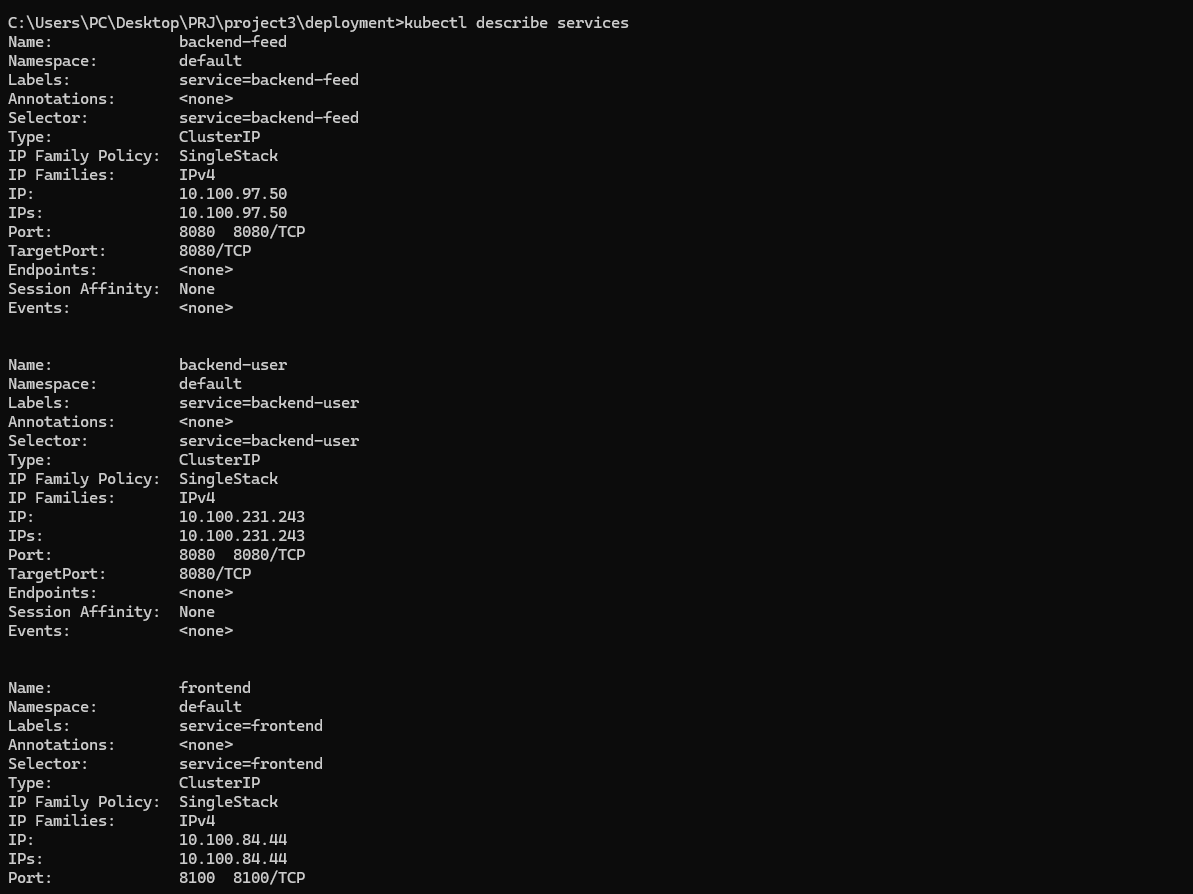 C:\Users\PC\Desktop\PRJ\project3\deployment>kubectl describe services
Name:              backend-feed
Namespace:         default
Labels:            service=backend-feed
Annotations:       <none>
Selector:          service=backend-feed
Type:              ClusterIP
IP Family Policy:  SingleStack
IP Families:       IPv4
IP:                10.100.97.50
IPs:               10.100.97.50
Port:              8080  8080/TCP
TargetPort:        8080/TCP
Endpoints:         <none>
Session Affinity:  None
Events:            <none>
Name:              backend-user
Namespace:         default
Labels:            service=backend-user
Annotations:       <none>
Selector:          service=backend-user
Type:              ClusterIP
IP Family Policy:  SingleStack
IP Families:       IPv4
IP:                10.100.231.243
IPs:               10.100.231.243
Port:              8080  8080/TCP
TargetPort:        8080/TCP
Endpoints:         <none>
Session Affinity:  None
Events:            <none>
Name:              frontend
Namespace:         default
Labels:            service=frontend
Annotations:       <none>
Selector:          service=frontend
Type:              ClusterIP
IP Family Policy:  SingleStack
IP Families:       IPv4
IP:                10.100.84.44
IPs:               10.100.84.44
Port:              8100  8100/TCP